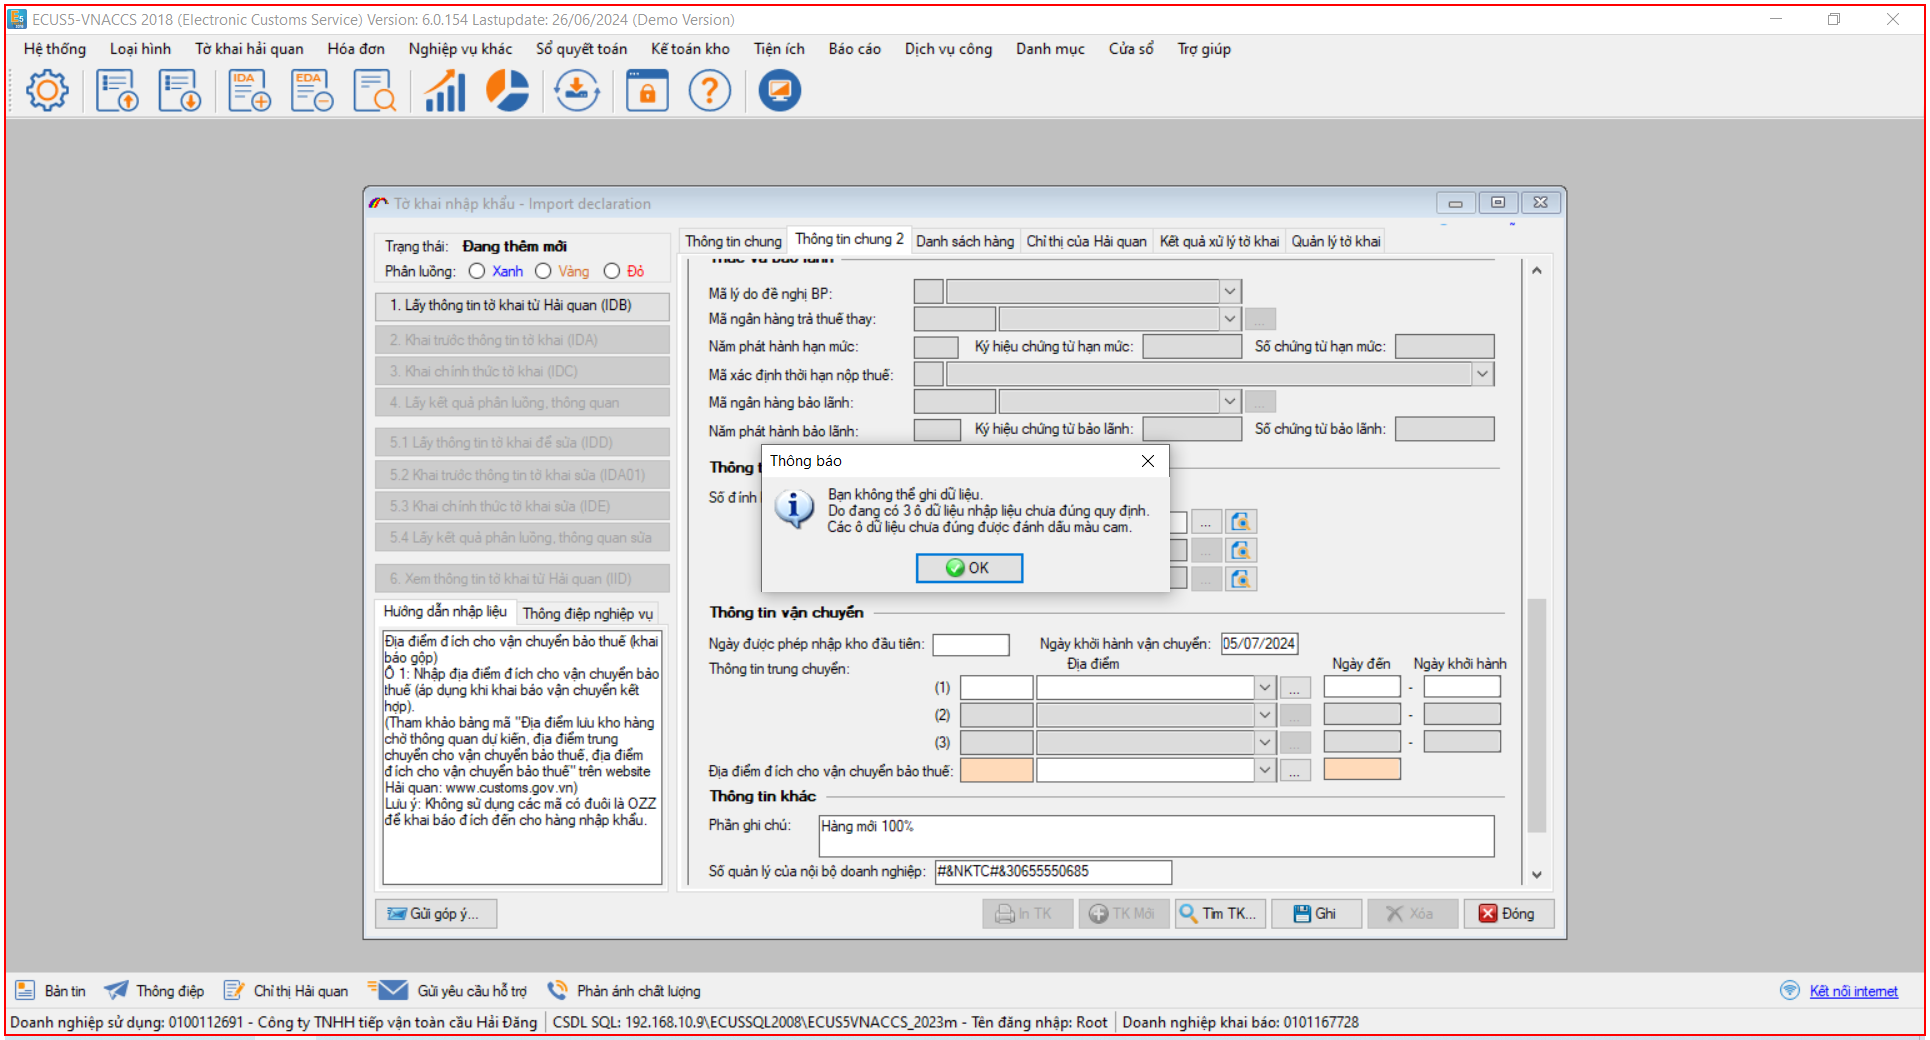 ECUS5-VNACCS 2018 (Electronic Customs Service) Version: 6.0.154 Lastupdate: 26/06/2024 (Demo Version)
Hệ thống Loại hình Tờ khai hải quan Hóa đơn Nghiệp vụ khác Sổ quyết toán Kế toán kho Tiện ích Báo cáo Dịch vụ công Danh mục Cửa sổ Trợ giúp
IDA EDA
Tờ khai nhập khẩu - Import declaration
Trạng thái: Đang thêm mới
Phân luồng: Xanh Vàng Đỏ
1. Lấy thông tin tờ khai từ Hải quan (IDB)
2. Khai trước thông tin tờ khai (IDA)
3. Khai chính thức tờ khai (IDC)
4. Lấy kết quả phân luồng, thông quan
5.1 Lấy thông tin tờ khai để sửa (IDD)
5.2 Khai trước thông tin tờ khai sửa (IDA01)
5.3 Khai chính thức tờ khai sửa (IDE)
5.4 Lấy kết quả phân luồng, thông quan sửa
6. Xem thông tin tờ khai từ Hải quan (IID)
Hướng dẫn nhập liệu Thông điệp nghiệp vụ
Địa điểm đích cho vận chuyển bảo thuế (khai
báo gộp)
Ô 1: Nhập địa điểm đích cho vận chuyển bảo
thuế (áp dụng khi khai báo vận chuyển kết
hợp).
(Tham khảo bảng mã "Địa điểm lưu kho hàng
chờ thông quan dự kiến, địa điểm trung
chuyển cho vận chuyển bảo thuế, địa điểm
đích cho vận chuyển bảo thuế" trên website
Hải quan: www.customs.gov.vn)
Lưu ý: Không sử dụng các mã có đuôi là OZZ
để khai báo đích đến cho hàng nhập khẩu.
Gửi góp ý...
Thông tin chung Thông tin chung 2 Danh sách hàng Chỉ thị của Hải quan Kết quả xử lý tờ khai Quản lý tờ khai
Mã lý do đề nghị BP:
Mã ngân hàng trả thuế thay:
...
Năm phát hành hạn mức: Ký hiệu chứng từ hạn mức: Số chứng từ hạn mức:
Mã xác định thời hạn nộp thuế:
Mã ngân hàng bảo lãnh:
...
Năm phát hành bảo lãnh: Ký hiệu chứng từ bảo lãnh: Số chứng từ bảo lãnh:
Thông t
Số đính
...
...
...
Thông báo
Bạn không thể ghi dữ liệu.
Do đang có 3 ô dữ liệu nhập liệu chưa đúng quy định.
Các ô dữ liệu chưa đúng được đánh dấu màu cam.
OK
Thông tin vận chuyển
Ngày được phép nhập kho đầu tiên: Ngày khởi hành vận chuyển: 05/07/2024
Thông tin trung chuyển: Địa điểm Ngày đến Ngày khởi hành
(1) ... -
(2) ... -
(3) ... -
Địa điểm đích cho vận chuyển bảo thuế: ...
Thông tin khác
Phần ghi chú: Hàng mới 100%
Số quản lý của nội bộ doanh nghiệp: #&NKTC#&30655550685
In TK TK Mới Tìm TK... Ghi Xóa Đóng
Bản tin Thông điệp Chỉ thị Hải quan Gửi yêu cầu hỗ trợ Phản ánh chất lượng Kết nối internet
Doanh nghiệp sử dụng: 0100112691 - Công ty TNHH tiếp vận toàn cầu Hải Đăng CSDL SQL: 192.168.10.9\ECUSSQL2008\ECUS5VNACCS_2023m - Tên đăng nhập: Root Doanh nghiệp khai báo: 0101167728